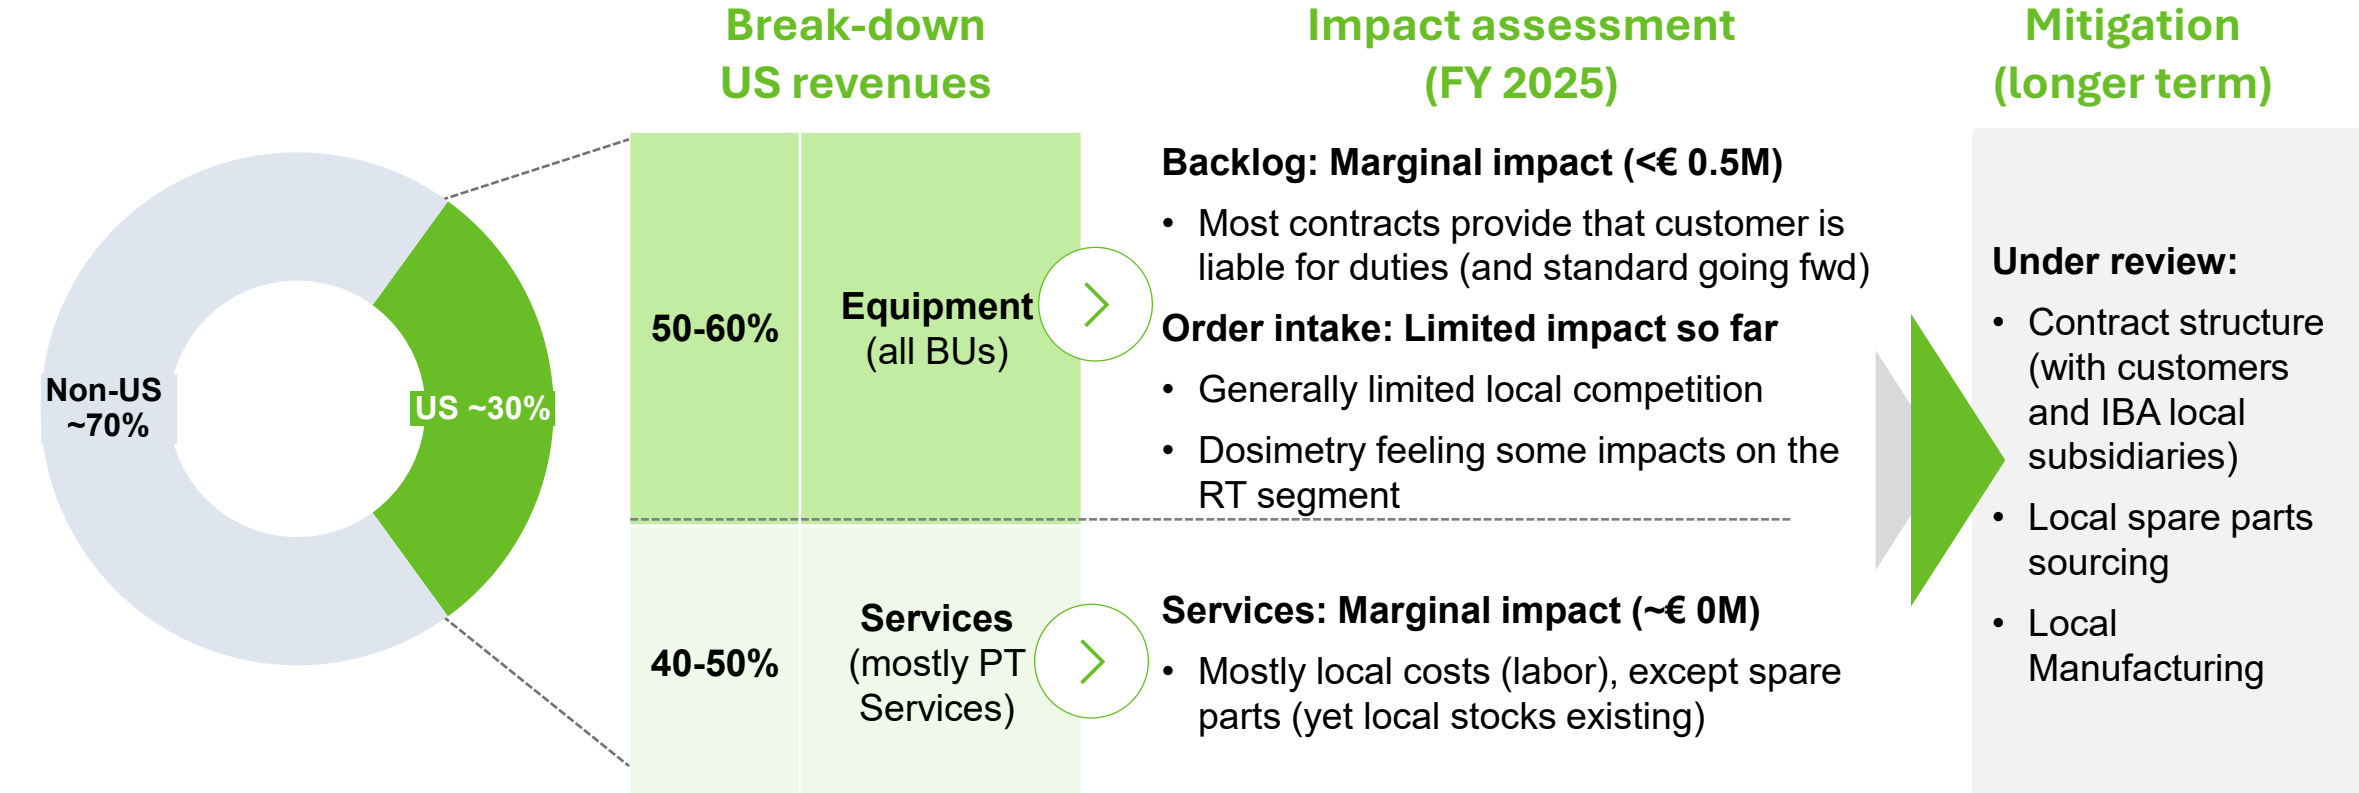 Break-down
US revenues
Impact assessment
(FY 2025)
Mitigation
(longer term)
Non-US
~70%
US ~30%
50-60%
Equipment
(all BUs)
40-50%
Services
(mostly PT
Services)
Backlog: Marginal impact (<€ 0.5M)
• Most contracts provide that customer is
liable for duties (and standard going fwd)
Order intake: Limited impact so far
• Generally limited local competition
• Dosimetry feeling some impacts on the
RT segment
Services: Marginal impact (~€ 0M)
• Mostly local costs (labor), except spare
parts (yet local stocks existing)
Under review:
• Contract structure
(with customers
and IBA local
subsidiaries)
• Local spare parts
sourcing
• Local
Manufacturing